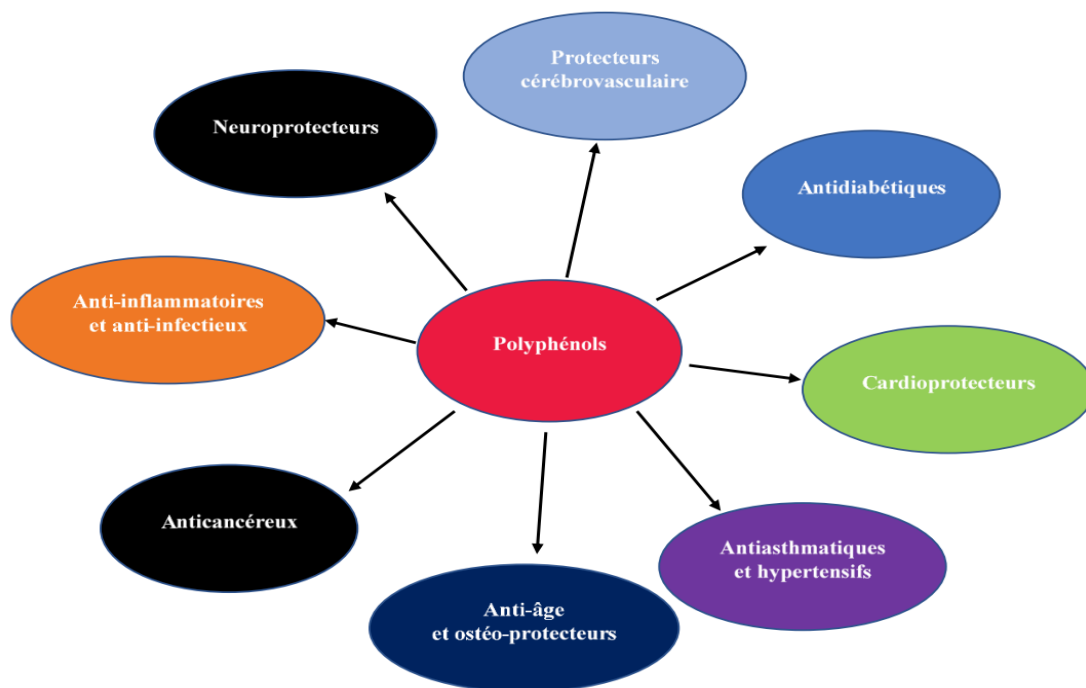 Protecteurs
cérébrovasculaire
Neuroprotecteurs
Antidiabétiques
Anti-inflammatoires
et anti-infectieux
Polyphénols
Cardioprotecteurs
Anticancéreux
Antiasthmatiques
et hypertensifs
Anti-âge
et ostéo-protecteurs